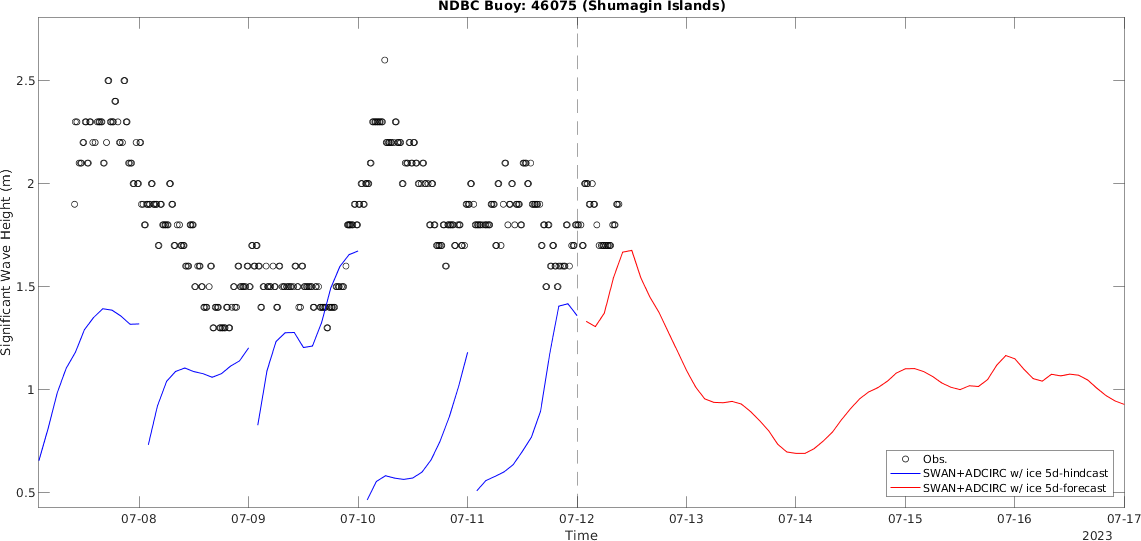 NDBC Buoy: 46075 (Shumagin Islands)
Significant Wave Height (m)
2.5
2
1.5
1
0.5
07-08
07-09
07-10
07-11
07-12
07-13
07-14
07-15
07-16
07-17
Time
2023
Obs.
SWAN+ADCIRC w/ ice 5d-hindcast
SWAN+ADCIRC w/ ice 5d-forecast